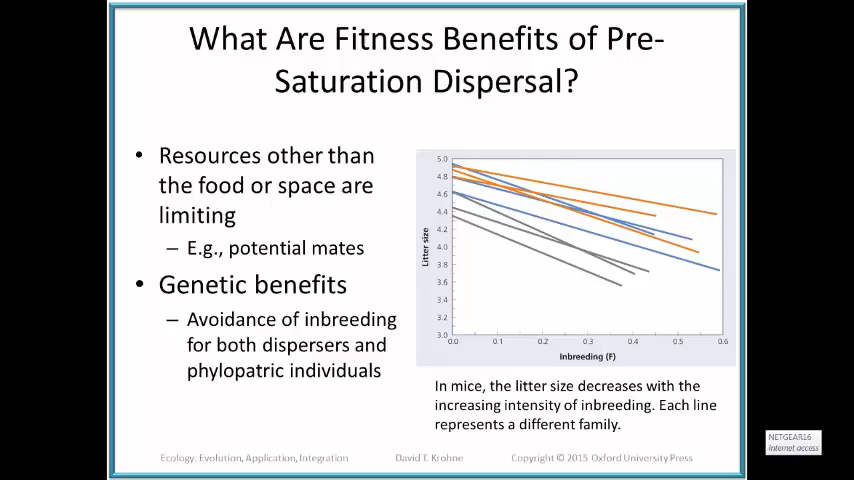 What Are Fitness Benefits of Pre-
Saturation Dispersal?
• Resources other than
the food or space are
limiting
– E.g., potential mates
• Genetic benefits
– Avoidance of inbreeding
for both dispersers and
phylopatric individuals
5.0
4.8
4.6
4.4
4.2
4.0
3.8
3.6
3.4
3.2
3.0
Litter size
0.0 0.1 0.2 0.3 0.4 0.5 0.6
Inbreeding (F)
In mice, the litter size decreases with the
increasing intensity of inbreeding. Each line
represents a different family.
NETGEAR16
Internet access
Ecology: Evolution, Application, Integration David T. Krohne Copyright © 2015 Oxford University Press